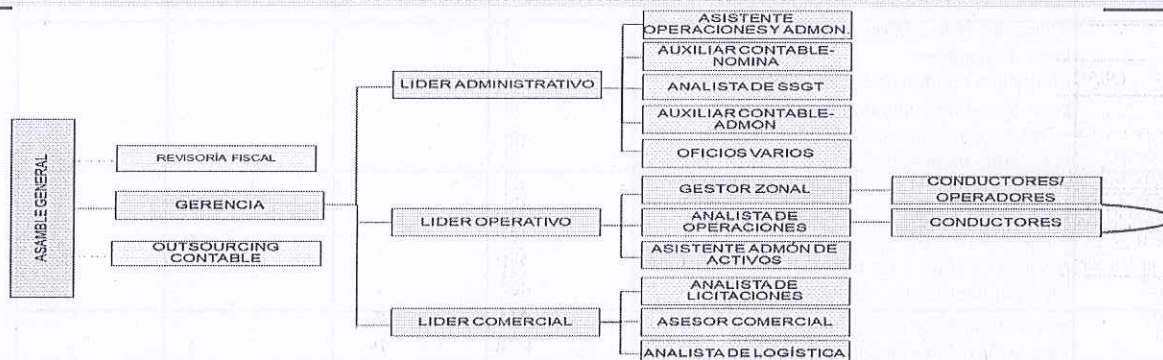 ASAMBLE GENERAL
REVISORÍA FISCAL
GERENCIA
OUTSOURCING
CONTABLE
LIDER ADMINISTRATIVO
ASISTENTE
OPERACIONES Y ADMON.
AUXILIAR CONTABLE-
NOMINA
ANALISTA DE SSGT
AUXILIAR CONTABLE-
ADMON
OFICIOS VARIOS
LIDER OPERATIVO
GESTOR ZONAL
CONDUCTORES/
OPERADORES
ANALISTA DE
OPERACIONES
CONDUCTORES
ASISTENTE ADMÓN DE
ACTIVOS
LIDER COMERCIAL
ANALISTA DE
LICITACIONES
ASESOR COMERCIAL
ANALISTA DE LOGÍSTICA